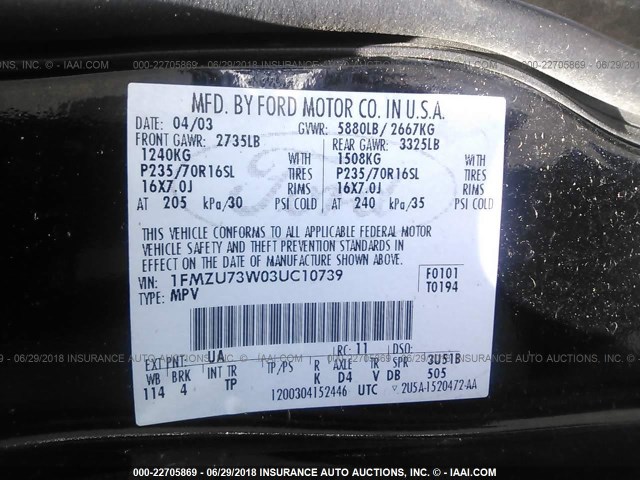 000-22705869 - 06/29/2018 INSURANCE AUTO AUCTIONS, INC. - © IAAI.COM
MFD. BY FORD MOTOR CO. IN U.S.A.
DATE: 04/03 GVWR: 5880LB/ 2667KG
FRONT GAWR: 2735LB REAR GAWR: 3325LB
1240KG WITH 1508KG WITH
P235/70R16SL TIRES P235/70R16SL TIRES
16X7.0J RIMS 16X7.0J RIMS
AT 205 kPa/30 PSI COLD AT 240 kPa/35 PSI COLD
Ford
THIS VEHICLE CONFORMS TO ALL APPLICABLE FEDERAL MOTOR
VEHICLE SAFETY AND THEFT PREVENTION STANDARDS IN
EFFECT ON THE DATE OF MANUFACTURE SHOWN ABOVE.
VIN: 1FMZU73W03UC10739 F0101
TYPE: MPV T0194
EXT PNT: UA RC: 11 DSO: 3U51B
WB BRK INT TR TP/PS R AXLE TR SPR 505
114 4 TP K D4 V DB
1200304152446 UTC ▽ 2U5A-1520472-AA
000-22705869 - 06/29/2018 INSURANCE AUTO AUCTIONS, INC. - © IAAI.COM